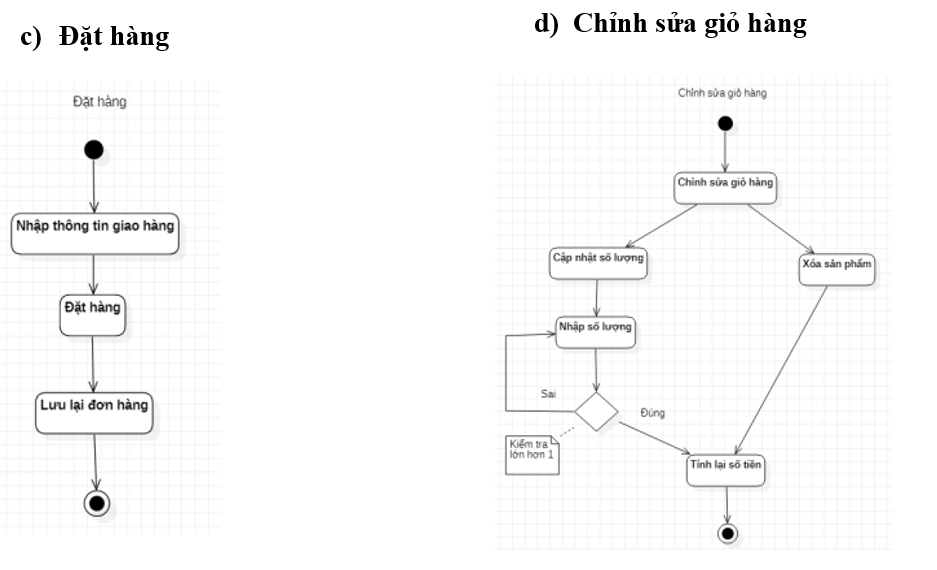 c) Đặt hàng
Đặt hàng
Nhập thông tin giao hàng
Đặt hàng
Lưu lại đơn hàng
d) Chỉnh sửa giỏ hàng
Chỉnh sửa giỏ hàng
Chỉnh sửa giỏ hàng
Cập nhật số lượng
Xóa sản phẩm
Nhập số lượng
Sai
Đúng
Kiểm tra
lớn hơn 1
Tính lại số tiền